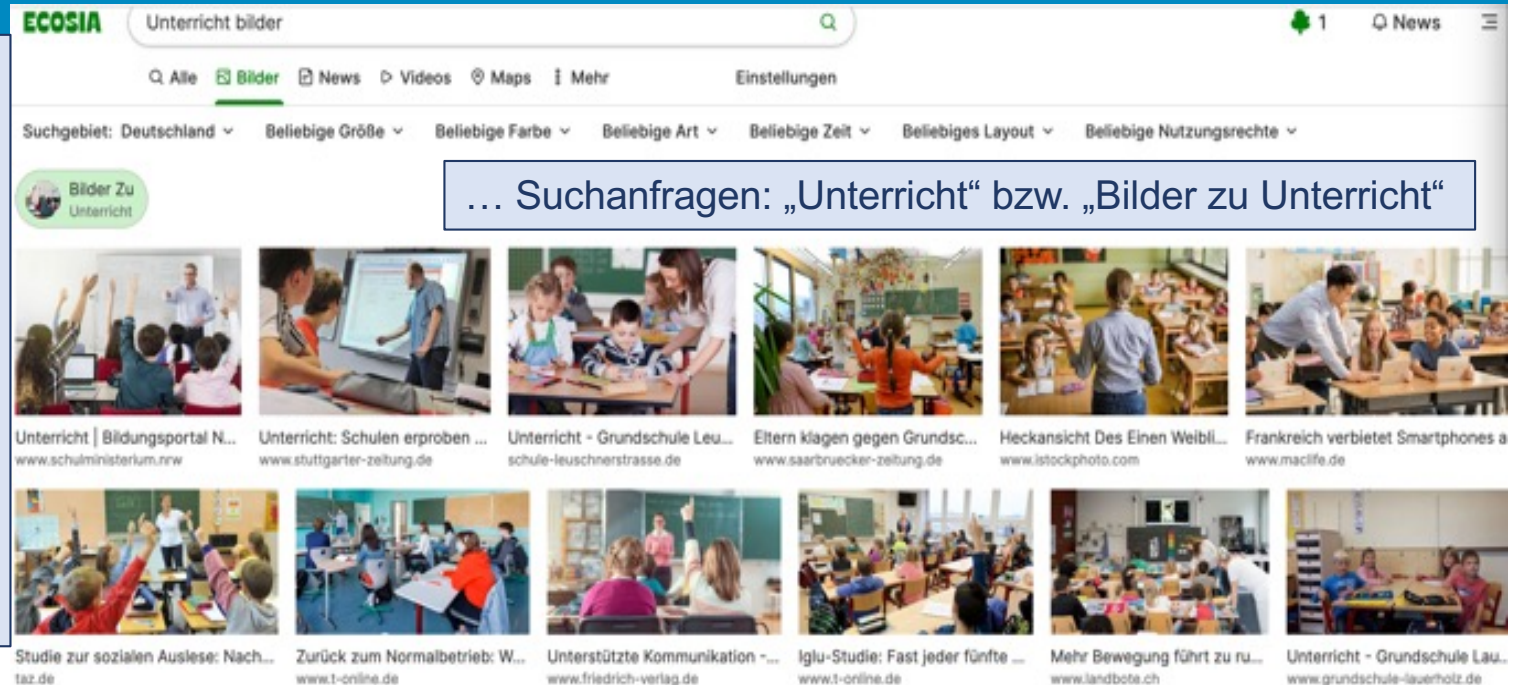 ECOSIA
Unterricht bilder
1
News
Alle
Bilder
News
Videos
Maps
Mehr
Einstellungen
Suchgebiet: Deutschland
Beliebige Größe
Beliebige Farbe
Beliebige Art
Beliebige Zeit
Beliebiges Layout
Beliebige Nutzungsrechte
Bilder Zu
Unterricht
… Suchanfragen: „Unterricht“ bzw. „Bilder zu Unterricht“
Unterricht | Bildungsportal N...
www.schulministerium.nrw
Unterricht: Schulen erproben ...
www.stuttgarter-zeitung.de
Unterricht - Grundschule Leu...
schule-leuschnerstrasse.de
Eltern klagen gegen Grundsc...
www.saarbruecker-zeitung.de
Heckansicht Des Einen Weibli...
www.istockphoto.com
Frankreich verbietet Smartphones a
www.maclife.de
Studie zur sozialen Auslese: Nach...
taz.de
Zurück zum Normalbetrieb: W...
www.t-online.de
Unterstützte Kommunikation -...
www.friedrich-verlag.de
Iglu-Studie: Fast jeder fünfte ...
www.t-online.de
Mehr Bewegung führt zu ru...
www.landbote.ch
Unterricht - Grundschule Lau...
www.grundschule-lauerholz.de